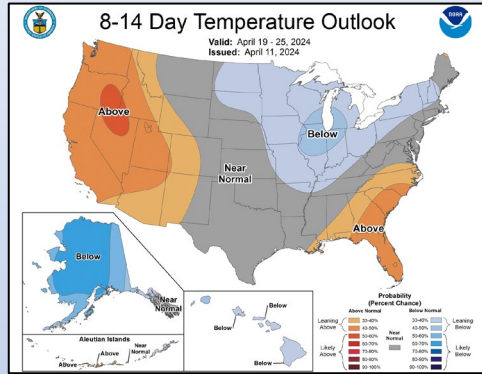 8-14 Day Temperature Outlook
Valid: April 19 - 25, 2024
Issued: April 11, 2024
NOAA
Above
Below
Near
Normal
Above
Below
Near
Normal
Aleutian Islands
Above
Near
Normal
Above
Below
Below
Below
Below
Probability
(Percent Chance)
Above Normal
Below Normal
Leaning
Above
33-40%
40-50%
Likely
Above
50-60%
60-70%
70-80%
80-90%
90-100%
Near
Normal
33-40%
40-50%
Leaning
Below
50-60%
60-70%
70-80%
80-90%
90-100%
Likely
Below